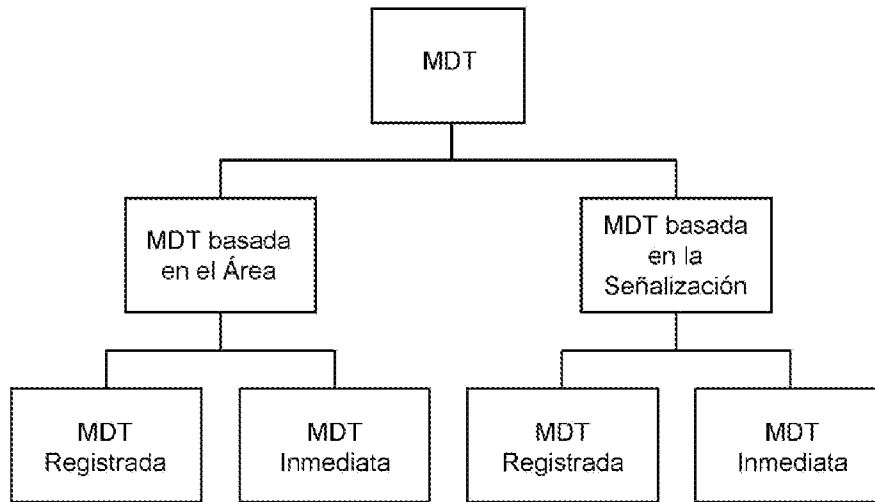 MDT
MDT basada
en el Área
MDT basada
en la
Señalización
MDT
Registrada
MDT
Inmediata
MDT
Registrada
MDT
Inmediata